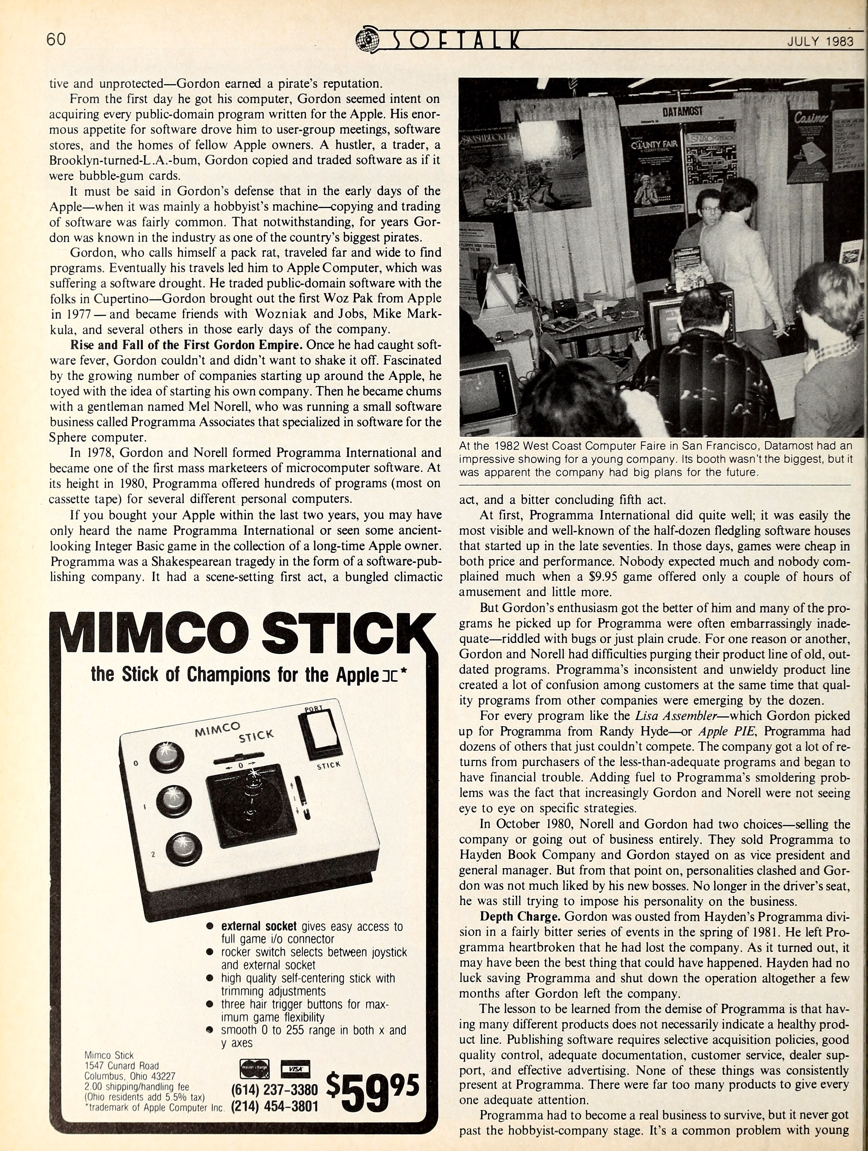 60
SOFTALK
JULY 1983
tive and unprotected—Gordon earned a pirate's reputation.
From the first day he got his computer, Gordon seemed intent on
acquiring every public-domain program written for the Apple. His enor-
mous appetite for software drove him to user-group meetings, software
stores, and the homes of fellow Apple owners. A hustler, a trader, a
Brooklyn-turned-L.A.-bum, Gordon copied and traded software as if it
were bubble-gum cards.
It must be said in Gordon's defense that in the early days of the
Apple—when it was mainly a hobbyist's machine—copying and trading
of software was fairly common. That notwithstanding, for years Gor-
don was known in the industry as one of the country's biggest pirates.
Gordon, who calls himself a pack rat, traveled far and wide to find
programs. Eventually his travels led him to Apple Computer, which was
suffering a software drought. He traded public-domain software with the
folks in Cupertino—Gordon brought out the first Woz Pak from Apple
in 1977—and became friends with Wozniak and Jobs, Mike Mark-
kula, and several others in those early days of the company.
Rise and Fall of the First Gordon Empire. Once he had caught soft-
ware fever, Gordon couldn't and didn't want to shake it off. Fascinated
by the growing number of companies starting up around the Apple, he
toyed with the idea of starting his own company. Then he became chums
with a gentleman named Mel Norell, who was running a small software
business called Programma Associates that specialized in software for the
Sphere computer.
In 1978, Gordon and Norell formed Programma International and
became one of the first mass marketeers of microcomputer software. At
its height in 1980, Programma offered hundreds of programs (most on
cassette tape) for several different personal computers.
If you bought your Apple within the last two years, you may have
only heard the name Programma International or seen some ancient-
looking Integer Basic game in the collection of a long-time Apple owner.
Programma was a Shakespearean tragedy in the form of a software-pub-
lishing company. It had a scene-setting first act, a bungled climactic
MIMCO STICK
the Stick of Champions for the Apple ][*
MIMCO
STICK
PORT
STICK
0
1
2
0
● external socket gives easy access to
full game i/o connector
● rocker switch selects between joystick
and external socket
● high quality self-centering stick with
trimming adjustments
● three hair trigger buttons for max-
imum game flexibility
● smooth 0 to 255 range in both x and
y axes
Mimco Stick
1547 Cunard Road
Columbus, Ohio 43227
2.00 shipping/handling fee
(Ohio residents add 5.5% tax)
*trademark of Apple Computer Inc.
master charge
VISA
(614) 237-3380
(214) 454-3801
$59.95
DATAMOST
SWASHBUCKLER
COUNTY FAIR
Casino
At the 1982 West Coast Computer Faire in San Francisco, Datamost had an
impressive showing for a young company. Its booth wasn't the biggest, but it
was apparent the company had big plans for the future.
act, and a bitter concluding fifth act.
At first, Programma International did quite well; it was easily the
most visible and well-known of the half-dozen fledgling software houses
that started up in the late seventies. In those days, games were cheap in
both price and performance. Nobody expected much and nobody com-
plained much when a $9.95 game offered only a couple of hours of
amusement and little more.
But Gordon's enthusiasm got the better of him and many of the pro-
grams he picked up for Programma were often embarrassingly inade-
quate—riddled with bugs or just plain crude. For one reason or another,
Gordon and Norell had difficulties purging their product line of old, out-
dated programs. Programma's inconsistent and unwieldy product line
created a lot of confusion among customers at the same time that qual-
ity programs from other companies were emerging by the dozen.
For every program like the Lisa Assembler—which Gordon picked
up for Programma from Randy Hyde—or Apple PIE, Programma had
dozens of others that just couldn't compete. The company got a lot of re-
turns from purchasers of the less-than-adequate programs and began to
have financial trouble. Adding fuel to Programma's smoldering prob-
lems was the fact that increasingly Gordon and Norell were not seeing
eye to eye on specific strategies.
In October 1980, Norell and Gordon had two choices—selling the
company or going out of business entirely. They sold Programma to
Hayden Book Company and Gordon stayed on as vice president and
general manager. But from that point on, personalities clashed and Gor-
don was not much liked by his new bosses. No longer in the driver's seat,
he was still trying to impose his personality on the business.
Depth Charge. Gordon was ousted from Hayden's Programma divi-
sion in a fairly bitter series of events in the spring of 1981. He left Pro-
gramma heartbroken that he had lost the company. As it turned out, it
may have been the best thing that could have happened. Hayden had no
luck saving Programma and shut down the operation altogether a few
months after Gordon left the company.
The lesson to be learned from the demise of Programma is that hav-
ing many different products does not necessarily indicate a healthy prod-
uct line. Publishing software requires selective acquisition policies, good
quality control, adequate documentation, customer service, dealer sup-
port, and effective advertising. None of these things was consistently
present at Programma. There were far too many products to give every
one adequate attention.
Programma had to become a real business to survive, but it never got
past the hobbyist-company stage. It's a common problem with young